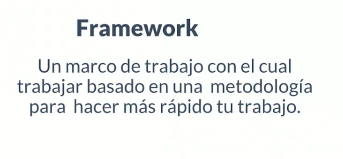 Framework
Un marco de trabajo con el cual
trabajar basado en una metodología
para hacer más rápido tu trabajo.